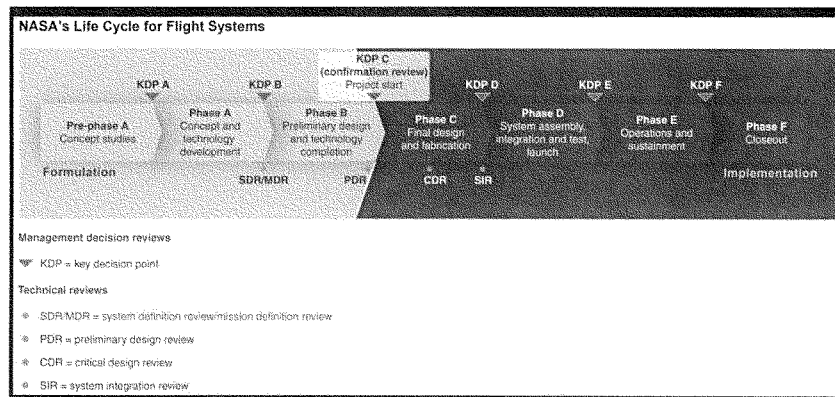 NASA's Life Cycle for Flight Systems
KDP C
(confirmation review)
Project start
KDP A
KDP B
KDP D
KDP E
KDP F
Pre-phase A
Concept studies
Phase A
Concept and
technology
development
Phase B
Preliminary design
and technology
completion
Phase C
Final design
and fabrication
Phase D
System assembly,
integration and test,
launch
Phase E
Operations and
sustainment
Phase F
Closeout
Formulation
Implementation
SDR/MDR
PDR
CDR
SIR
Management decision reviews
KDP = key decision point
Technical reviews
SDR/MDR = system definition review/mission definition review
PDR = preliminary design review
CDR = critical design review
SIR = system integration review